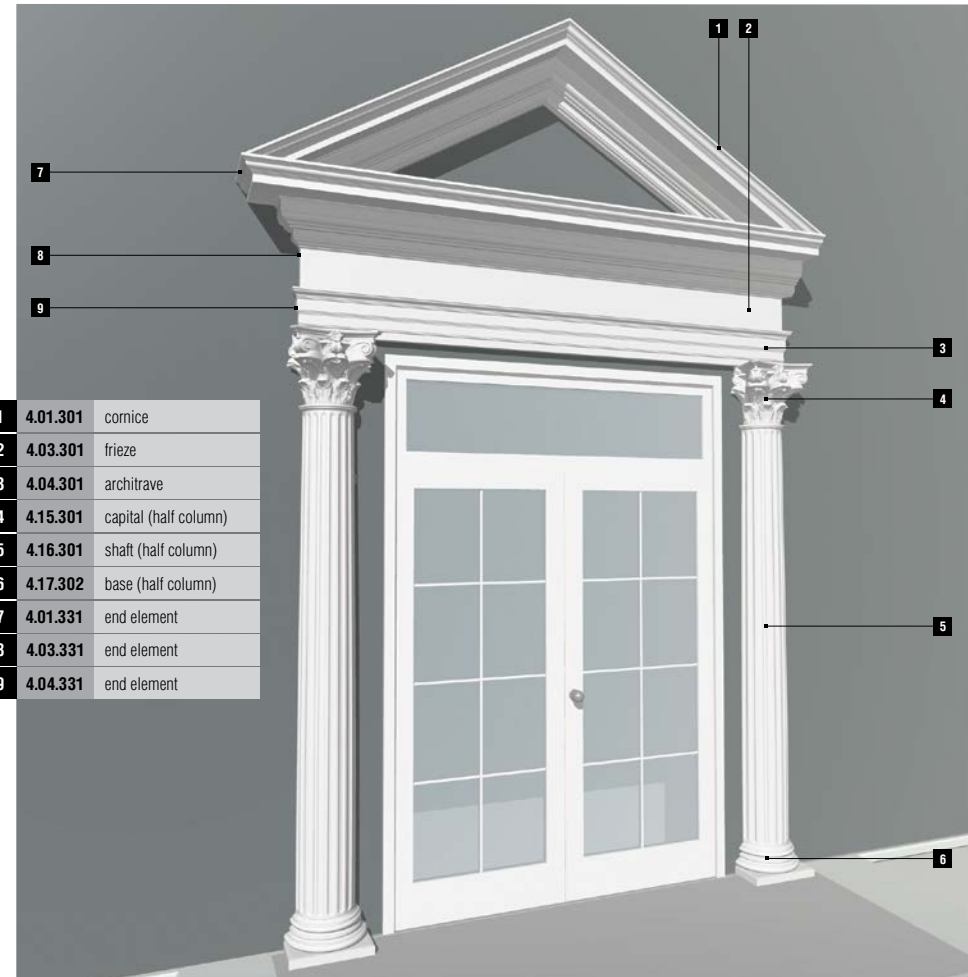 1 2
7
8
9
3
4
1 4.01.301 cornice
2 4.03.301 frieze
3 4.04.301 architrave
4 4.15.301 capital (half column)
5 4.16.301 shaft (half column)
6 4.17.302 base (half column)
7 4.01.331 end element
8 4.03.331 end element
9 4.04.331 end element
5
6